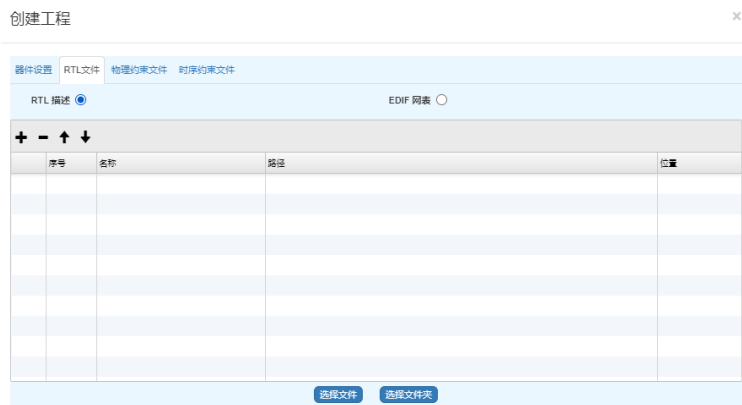 创建工程 ×
器件设置 RTL文件 物理约束文件 时序约束文件
RTL 描述 EDIF 网表
序号 名称 路径 位置
选择文件 选择文件夹